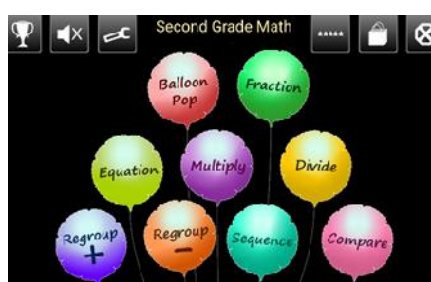 Second Grade Math
Balloon
Pop
Fraction
Equation
Multiply
Divide
Regroup
+
Regroup
-
Sequence
Compare